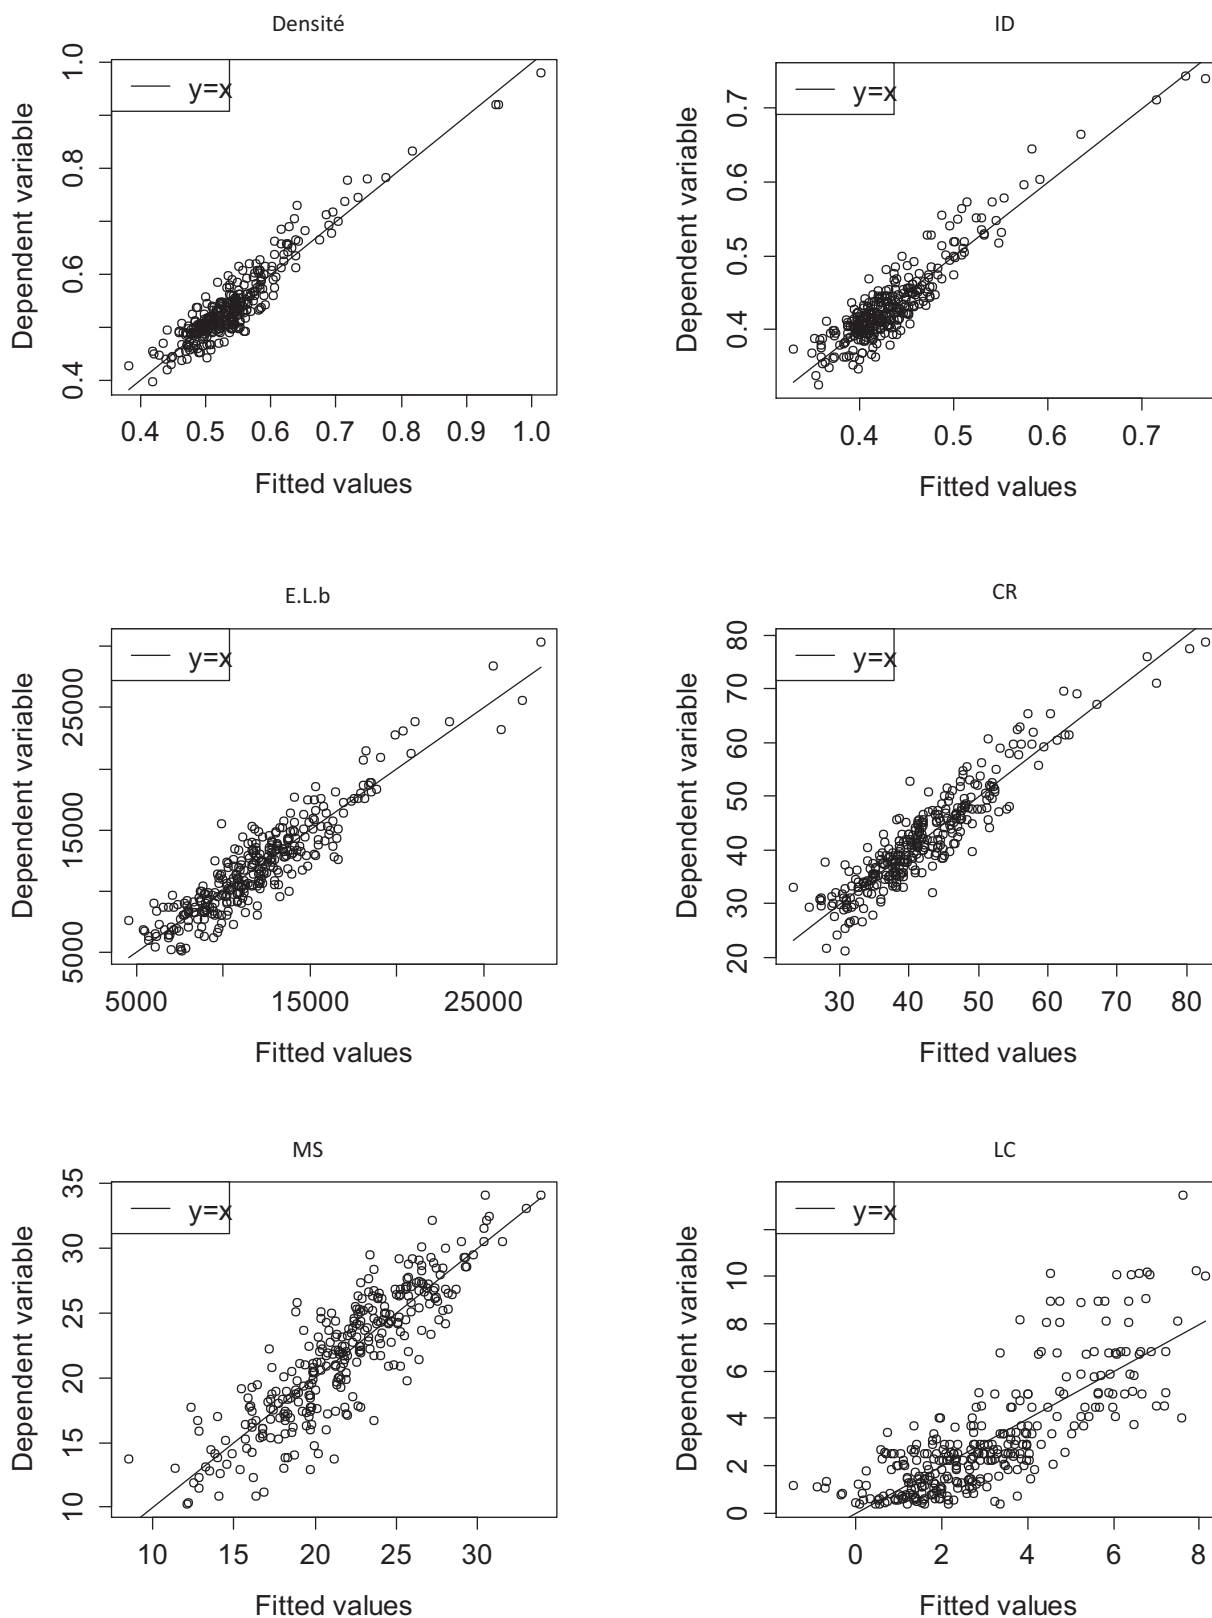 Densité
y=x
Dependent variable
0.4 0.6 0.8 1.0
0.4 0.5 0.6 0.7 0.8 0.9 1.0
Fitted values
ID
y=x
Dependent variable
0.4 0.5 0.6 0.7
0.4 0.5 0.6 0.7
Fitted values
E.L.b
y=x
Dependent variable
5000 15000 25000
5000 15000 25000
Fitted values
CR
y=x
Dependent variable
20 30 40 50 60 70 80
30 40 50 60 70 80
Fitted values
MS
y=x
Dependent variable
10 15 20 25 30 35
10 15 20 25 30
Fitted values
LC
y=x
Dependent variable
0 2 4 6 8 10
0 2 4 6 8
Fitted values